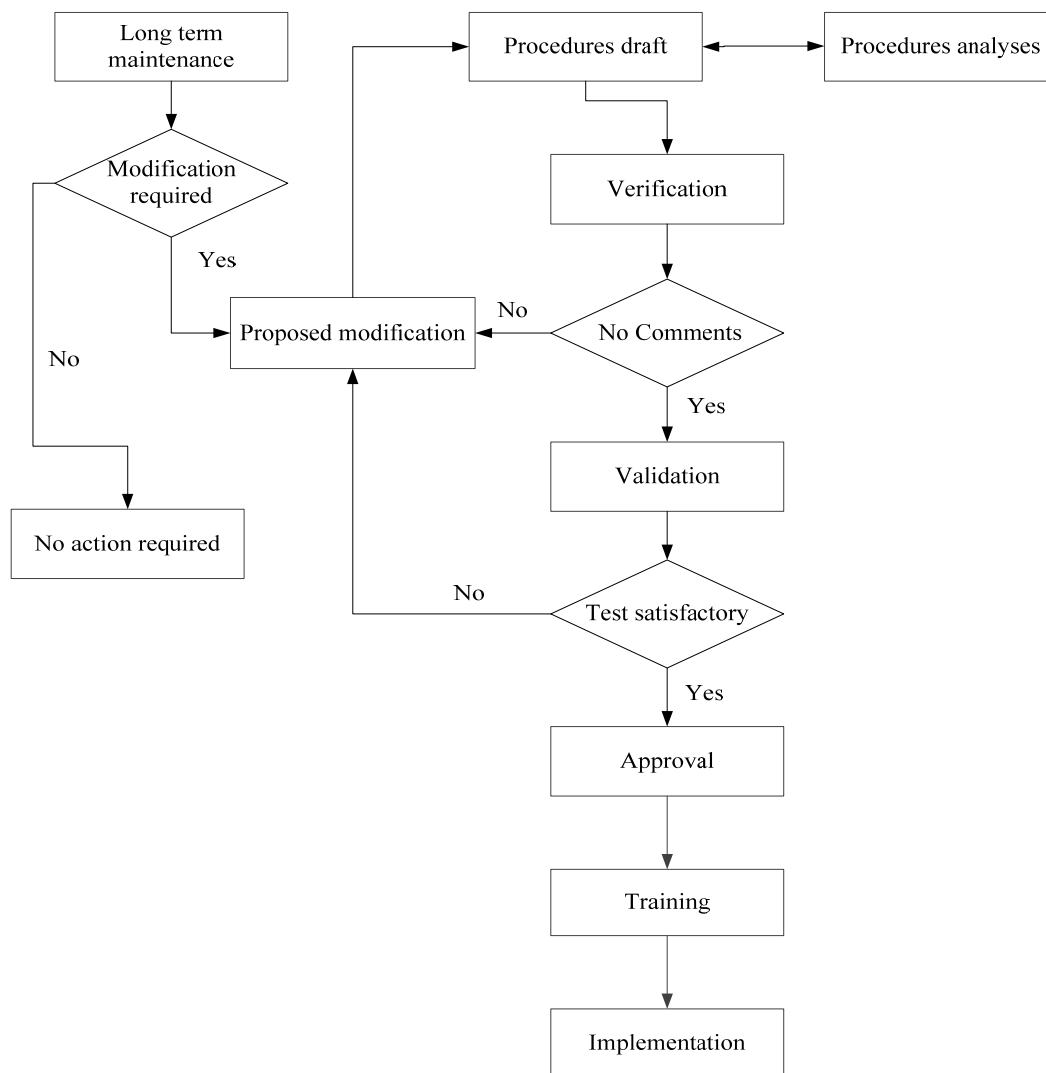 Long term
maintenance
Procedures draft
Procedures analyses
Modification
required
Verification
Yes
No
Proposed modification
No
No Comments
Yes
Validation
No action required
No
Test satisfactory
Yes
Approval
Training
Implementation